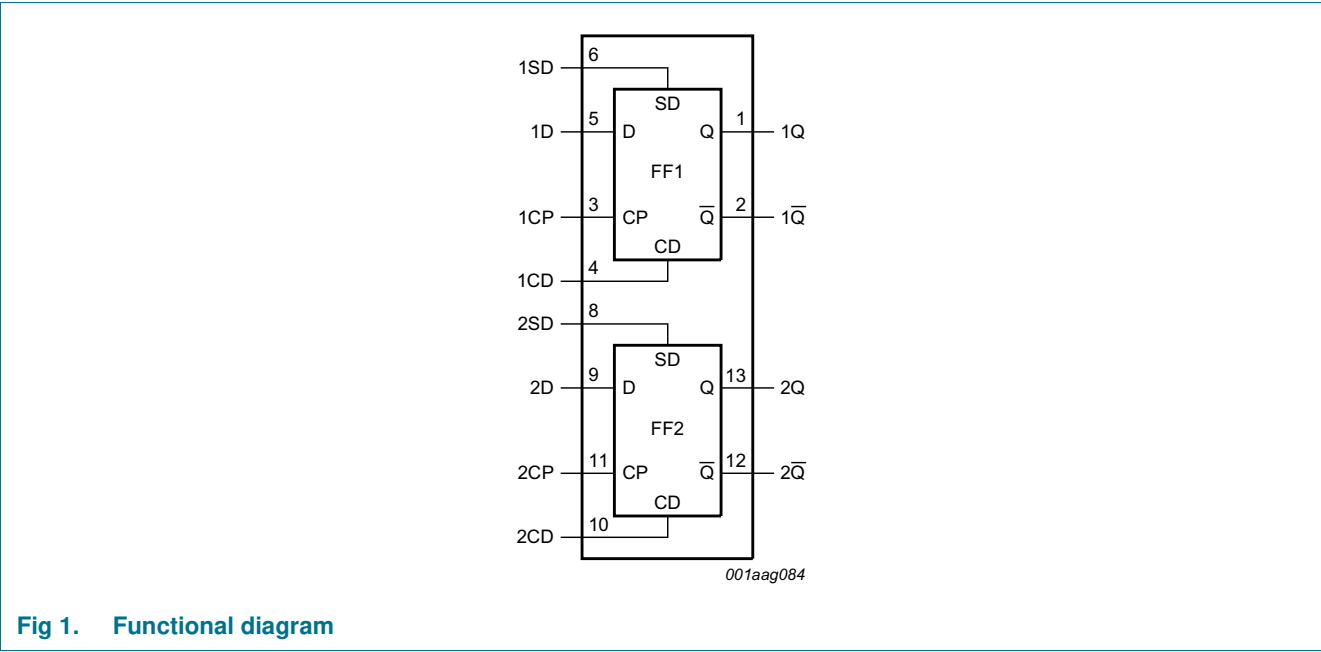 6
1SD
SD
5
1D
D
Q
1
1Q
FF1
3
1CP
CP
Q̅
2
1Q̅
CD
4
1CD
8
2SD
SD
9
2D
D
Q
13
2Q
FF2
11
2CP
CP
Q̅
12
2Q̅
CD
10
2CD
001aag084
Fig 1. Functional diagram